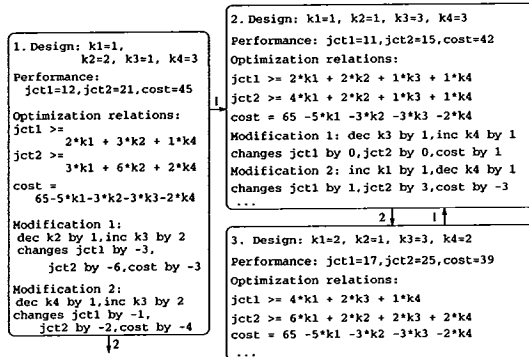 1. Design: k1=1,
k2=2, k3=1, k4=3
Performance:
jct1=12,jct2=21,cost=45
Optimization relations:
jct1 >=
2*k1 + 3*k2 + 1*k4
jct2 >=
3*k1 + 6*k2 + 2*k4
cost =
65-5*k1-3*k2-3*k3-2*k4
Modification 1:
dec k2 by 1,inc k3 by 2
changes jct1 by -3,
jct2 by -6,cost by -3
Modification 2:
dec k4 by 1,inc k3 by 2
changes jct1 by -1,
jct2 by -2,cost by -4
2
1
2. Design: k1=1, k2=1, k3=3, k4=3
Performance: jct1=11,jct2=15,cost=42
Optimization relations:
jct1 >= 2*k1 + 2*k2 + 1*k3 + 1*k4
jct2 >= 4*k1 + 2*k2 + 1*k3 + 1*k4
cost = 65 -5*k1 -3*k2 -3*k3 -2*k4
Modification 1: dec k3 by 1,inc k4 by 1
changes jct1 by 0,jct2 by 0,cost by 1
Modification 2: inc k1 by 1,dec k4 by 1
changes jct1 by 1,jct2 by 3,cost by -3
...
2 1
3. Design: k1=2, k2=1, k3=3, k4=2
Performance: jct1=17,jct2=25,cost=39
Optimization relations:
jct1 >= 4*k1 + 2*k3 + 1*k4
jct2 >= 6*k1 + 2*k2 + 2*k3 + 2*k4
cost = 65 -5*k1 -3*k2 -3*k3 -2*k4
...